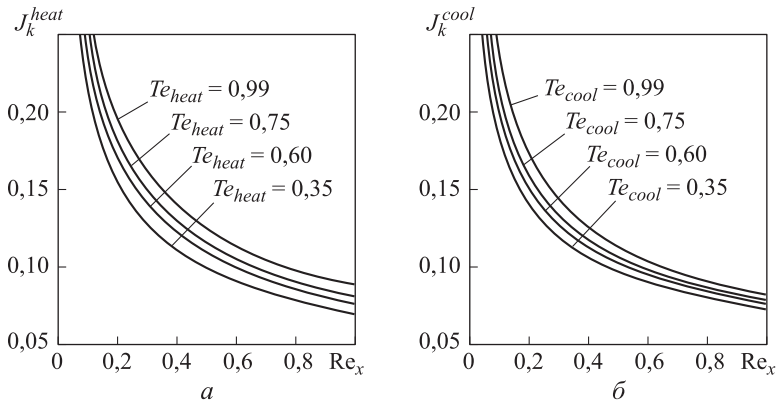 J_k^heat
0,20
0,15
0,10
0,05
0 0,2 0,4 0,6 0,8 Re_x
Te_heat = 0,99
Te_heat = 0,75
Te_heat = 0,60
Te_heat = 0,35
а
J_k^cool
0,20
0,15
0,10
0,05
0 0,2 0,4 0,6 0,8 Re_x
Te_cool = 0,99
Te_cool = 0,75
Te_cool = 0,60
Te_cool = 0,35
б